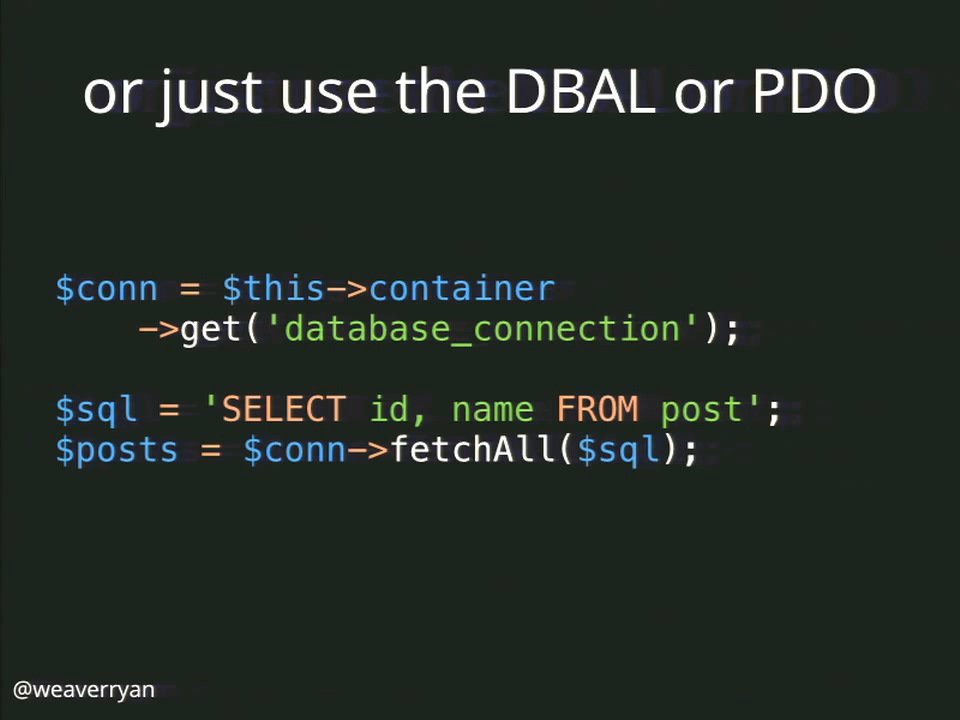 or just use the DBAL or PDO
$conn = $this->container
    ->get('database_connection');
$sql = 'SELECT id, name FROM post';
$posts = $conn->fetchAll($sql);
@weaverryan